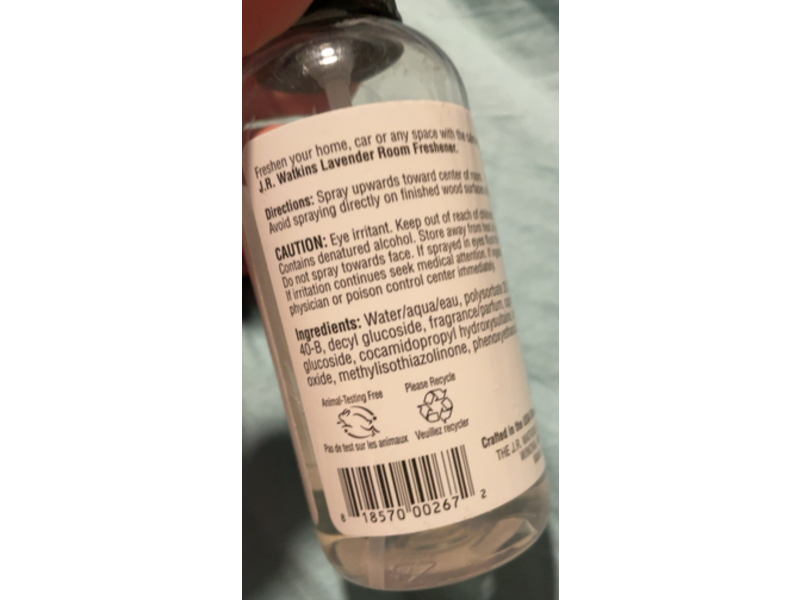 Freshen your home, car or any space with the
J.R. Watkins Lavender Room Freshener.
Directions: Spray upwards toward center of room.
Avoid spraying directly on finished wood surfaces
CAUTION: Eye irritant. Keep out of reach of children.
Contains denatured alcohol. Store away from heat
Do not spray towards face. If sprayed in eyes flush
If irritation continues seek medical attention. If
physician or poison control center immediately.
Ingredients: Water/aqua/eau, polysorbate
40-B, decyl glucoside, fragrance/parfum,
glucoside, cocamidopropyl hydroxysultaine
oxide, methylisothiazolinone, phenoxyethanol
Animal-Testing Free
Please Recycle
Pas de test sur les animaux
Veuillez recycler
Crafted in the USA
THE J.R. WATKINS
8 18570 00267 2